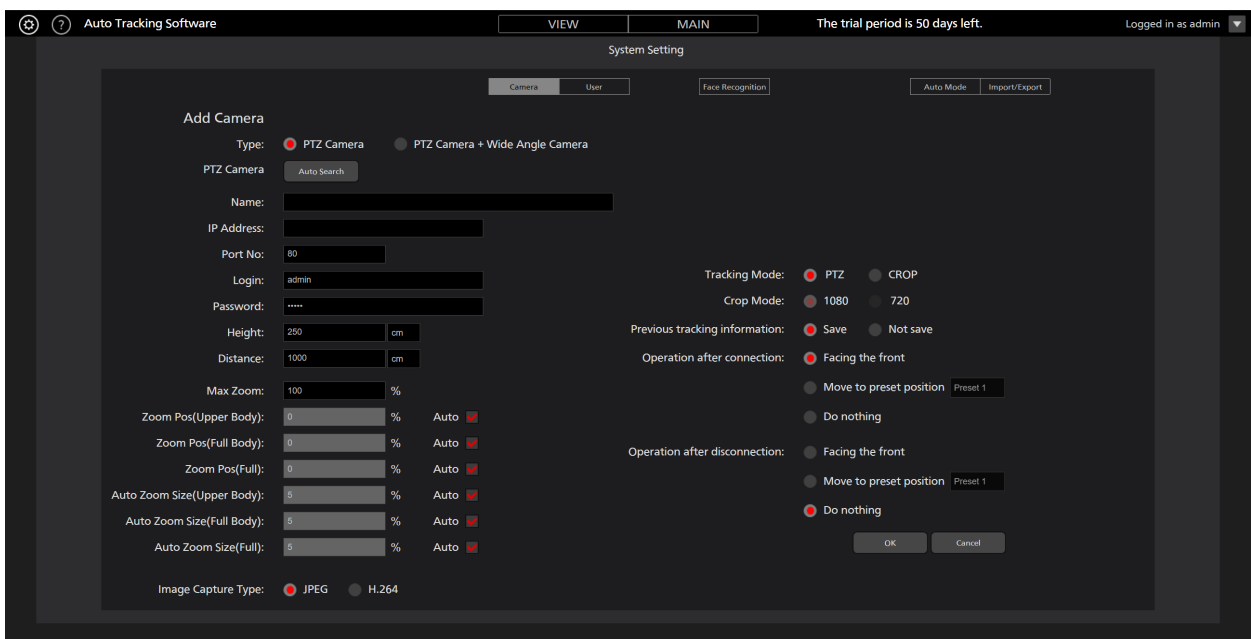 Auto Tracking Software VIEW MAIN The trial period is 50 days left. Logged in as admin
System Setting
Camera User Face Recognition Auto Mode Import/Export
Add Camera
Type: PTZ Camera PTZ Camera + Wide Angle Camera
PTZ Camera Auto Search
Name:
IP Address:
Port No: 80
Login: admin
Password: •••••
Height: 250 cm
Distance: 1000 cm
Max Zoom: 100 %
Zoom Pos(Upper Body): 0 % Auto
Zoom Pos(Full Body): 0 % Auto
Zoom Pos(Full): 0 % Auto
Auto Zoom Size(Upper Body): 5 % Auto
Auto Zoom Size(Full Body): 5 % Auto
Auto Zoom Size(Full): 5 % Auto
Image Capture Type: JPEG H.264
Tracking Mode: PTZ CROP
Crop Mode: 1080 720
Previous tracking information: Save Not save
Operation after connection: Facing the front
Move to preset position Preset 1
Do nothing
Operation after disconnection: Facing the front
Move to preset position Preset 1
Do nothing
OK Cancel